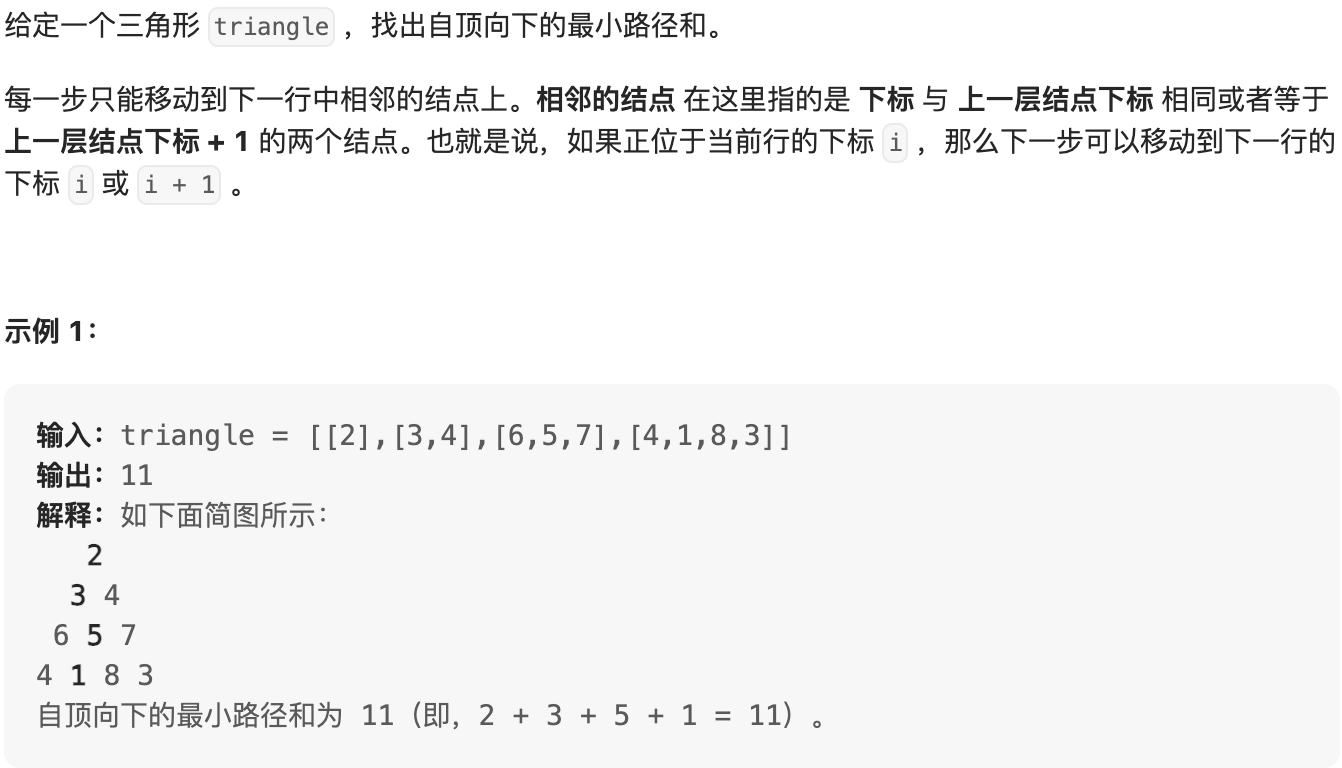 给定一个三角形 triangle ，找出自顶向下的最小路径和。
每一步只能移动到下一行中相邻的结点上。相邻的结点 在这里指的是 下标 与 上一层结点下标 相同或者等于
上一层结点下标 + 1 的两个结点。也就是说，如果正位于当前行的下标 i ，那么下一步可以移动到下一行的
下标 i 或 i + 1 。
示例 1：
输入：triangle = [[2],[3,4],[6,5,7],[4,1,8,3]]
输出：11
解释：如下面简图所示：
   2
  3 4
 6 5 7
4 1 8 3
自顶向下的最小路径和为 11（即，2 + 3 + 5 + 1 = 11）。